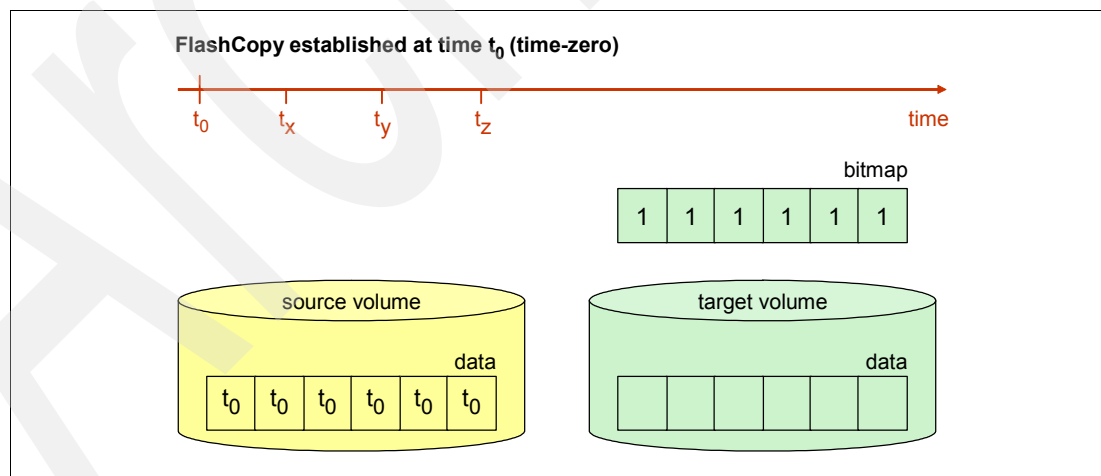 FlashCopy established at time t0 (time-zero)
t0 tx ty tz time
bitmap
1 1 1 1 1 1
source volume target volume
data data
t0 t0 t0 t0 t0 t0